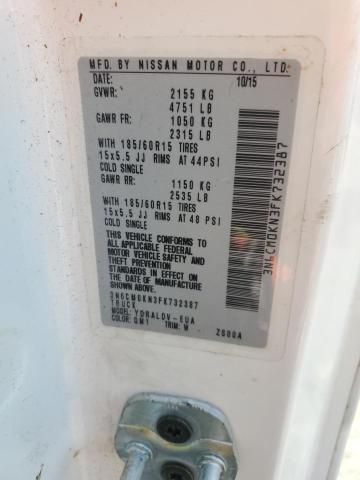 MFD. BY NISSAN MOTOR CO., LTD.
DATE: 10/15
GVWR: 2155 KG
4751 LB
GAWR FR: 1050 KG
2315 LB
WITH 185/60R15 TIRES
15x5.5 JJ RIMS AT 44PSI
COLD SINGLE
GAWR RR: 1150 KG
2535 LB
WITH 185/60R15 TIRES
15x5.5 JJ RIMS AT 48 PSI
COLD SINGLE
THIS VEHICLE CONFORMS TO
ALL APPLICABLE FEDERAL
MOTOR VEHICLE SAFETY AND
THEFT PREVENTION
STANDARDS IN EFFECT ON
THE DATE OF MANUFACTURE
SHOWN ABOVE.
3N6CM0KN3FK732387
TRUCK
MODEL: YDRALDV-EUA
COLOR: QM1 TRIM: W ZS00A
3N6CM0KN3FK732387